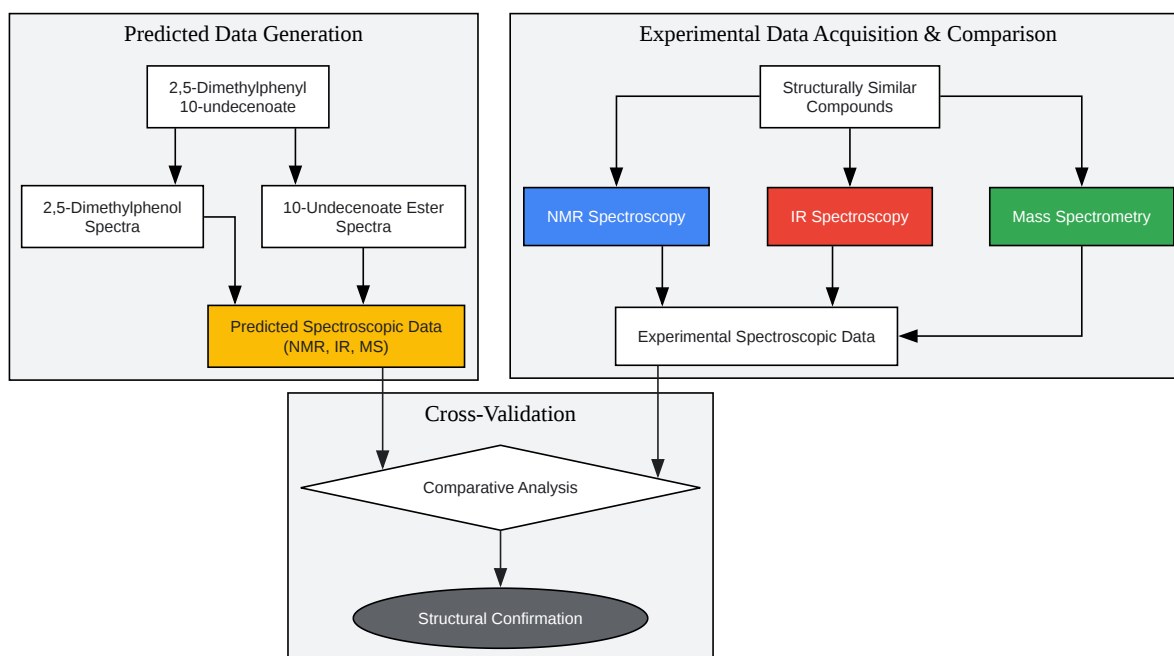 Predicted Data Generation
2,5-Dimethylphenyl
10-undecenoate
2,5-Dimethylphenol
Spectra
10-Undecenoate Ester
Spectra
Predicted Spectroscopic Data
(NMR, IR, MS)
Experimental Data Acquisition & Comparison
Structurally Similar
Compounds
NMR Spectroscopy
IR Spectroscopy
Mass Spectrometry
Experimental Spectroscopic Data
Cross-Validation
Comparative Analysis
Structural Confirmation